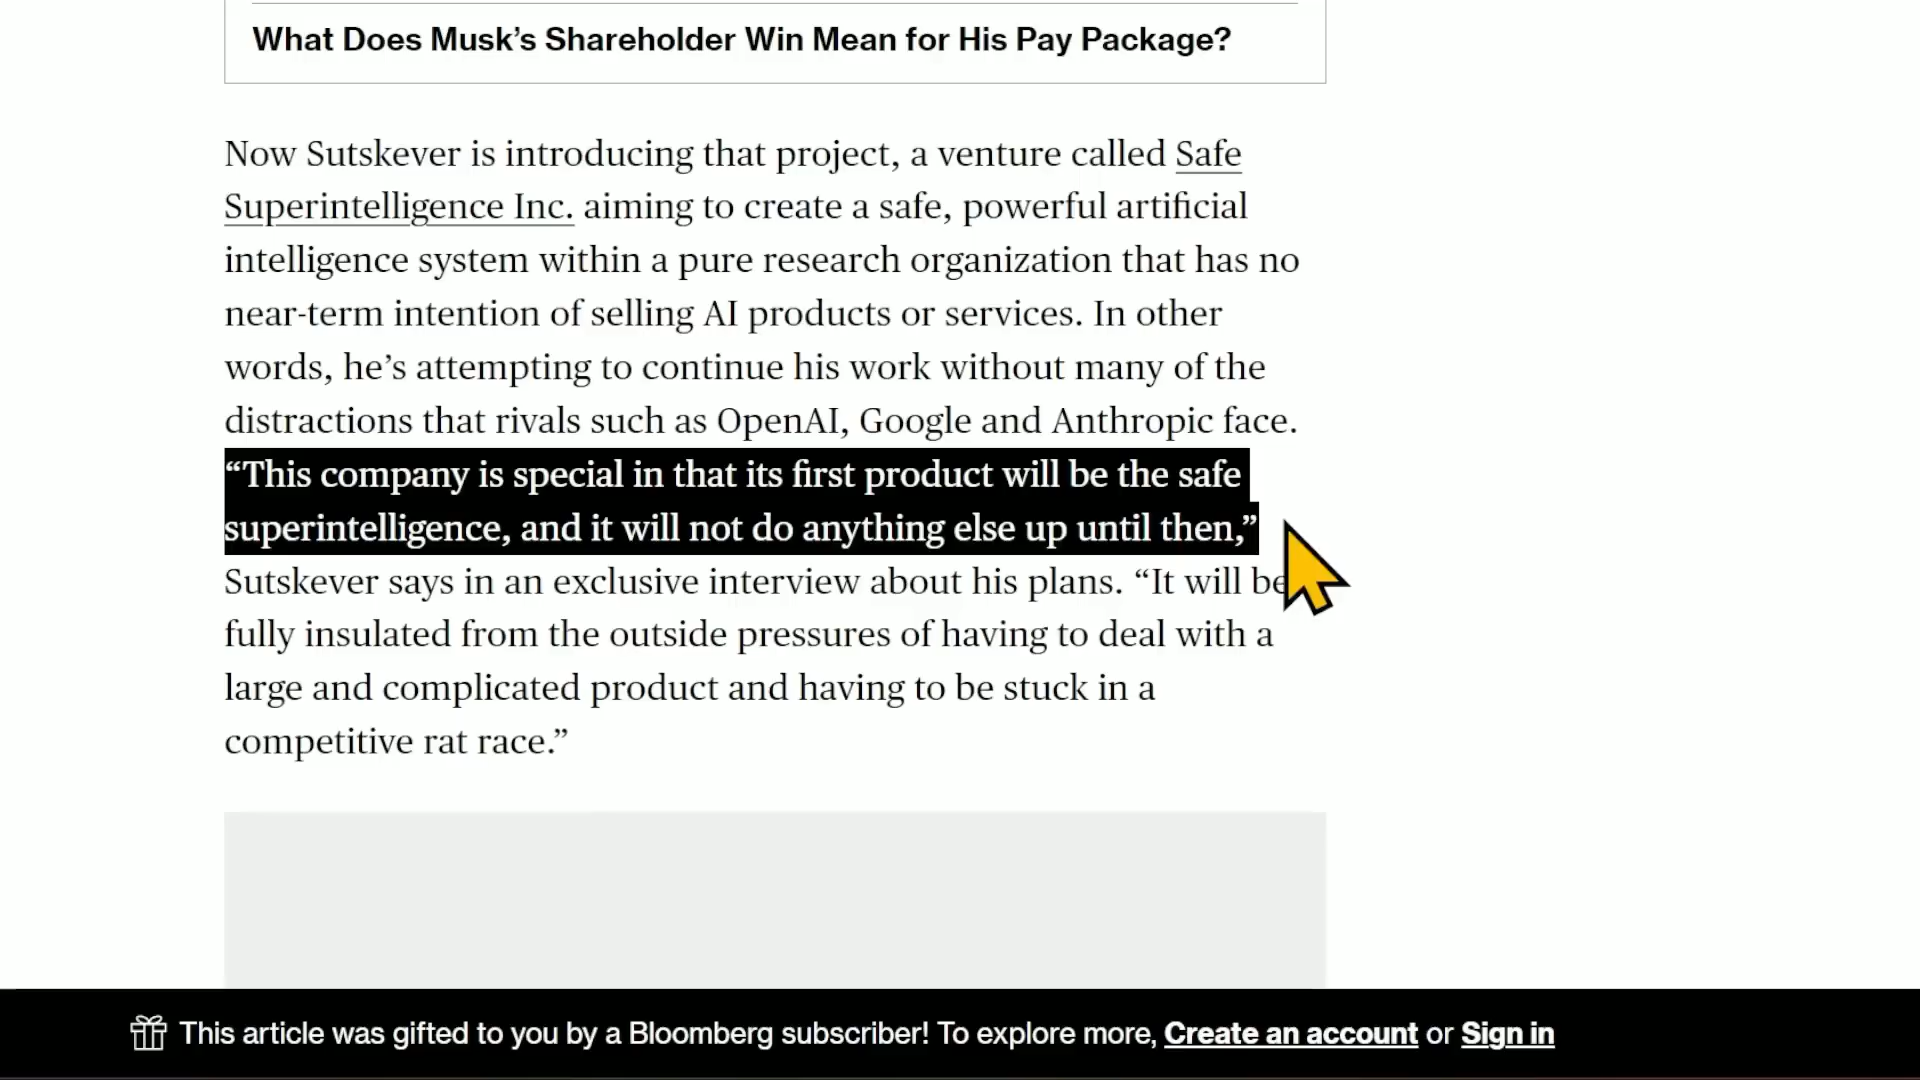 What Does Musk’s Shareholder Win Mean for His Pay Package?
Now Sutskever is introducing that project, a venture called Safe
Superintelligence Inc. aiming to create a safe, powerful artificial
intelligence system within a pure research organization that has no
near-term intention of selling AI products or services. In other
words, he’s attempting to continue his work without many of the
distractions that rivals such as OpenAI, Google and Anthropic face.
“This company is special in that its first product will be the safe
superintelligence, and it will not do anything else up until then,”
Sutskever says in an exclusive interview about his plans. “It will be
fully insulated from the outside pressures of having to deal with a
large and complicated product and having to be stuck in a
competitive rat race.”
This article was gifted to you by a Bloomberg subscriber! To explore more, Create an account or Sign in